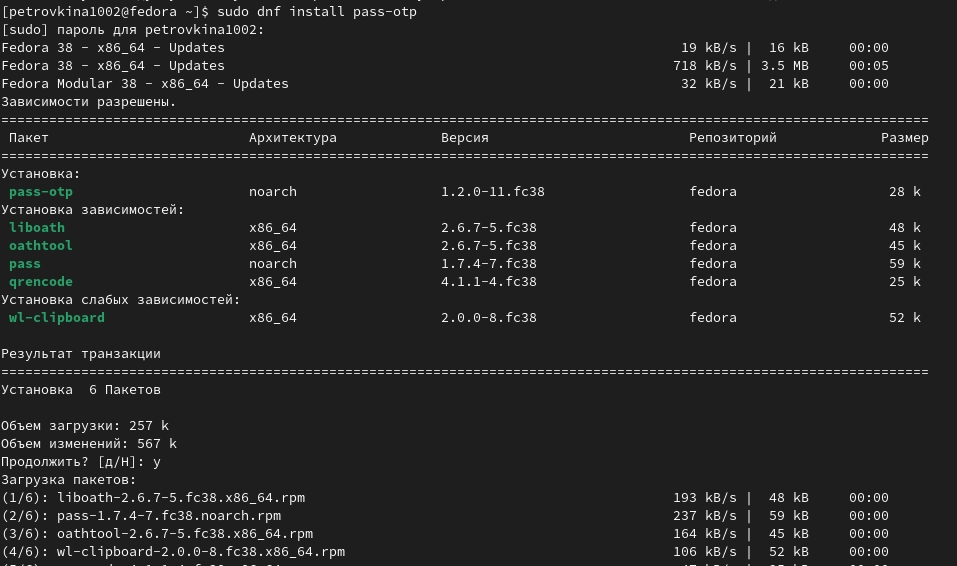 [petrovkina1002@fedora ~]$ sudo dnf install pass-otp
[sudo] пароль для petrovkina1002:
Fedora 38 - x86_64 - Updates 19 kB/s | 16 kB 00:00
Fedora 38 - x86_64 - Updates 718 kB/s | 3.5 MB 00:05
Fedora Modular 38 - x86_64 - Updates 32 kB/s | 21 kB 00:00
Зависимости разрешены.
====================================================================================================================
Пакет Архитектура Версия Репозиторий Размер
====================================================================================================================
Установка:
pass-otp noarch 1.2.0-11.fc38 fedora 28 k
Установка зависимостей:
liboath x86_64 2.6.7-5.fc38 fedora 48 k
oathtool x86_64 2.6.7-5.fc38 fedora 45 k
pass noarch 1.7.4-7.fc38 fedora 59 k
qrencode x86_64 4.1.1-4.fc38 fedora 25 k
Установка слабых зависимостей:
wl-clipboard x86_64 2.0.0-8.fc38 fedora 52 k
Результат транзакции
====================================================================================================================
Установка 6 Пакетов
Объем загрузки: 257 k
Объем изменений: 567 k
Продолжить? [д/Н]: y
Загрузка пакетов:
(1/6): liboath-2.6.7-5.fc38.x86_64.rpm 193 kB/s | 48 kB 00:00
(2/6): pass-1.7.4-7.fc38.noarch.rpm 237 kB/s | 59 kB 00:00
(3/6): oathtool-2.6.7-5.fc38.x86_64.rpm 164 kB/s | 45 kB 00:00
(4/6): wl-clipboard-2.0.0-8.fc38.x86_64.rpm 106 kB/s | 52 kB 00:00